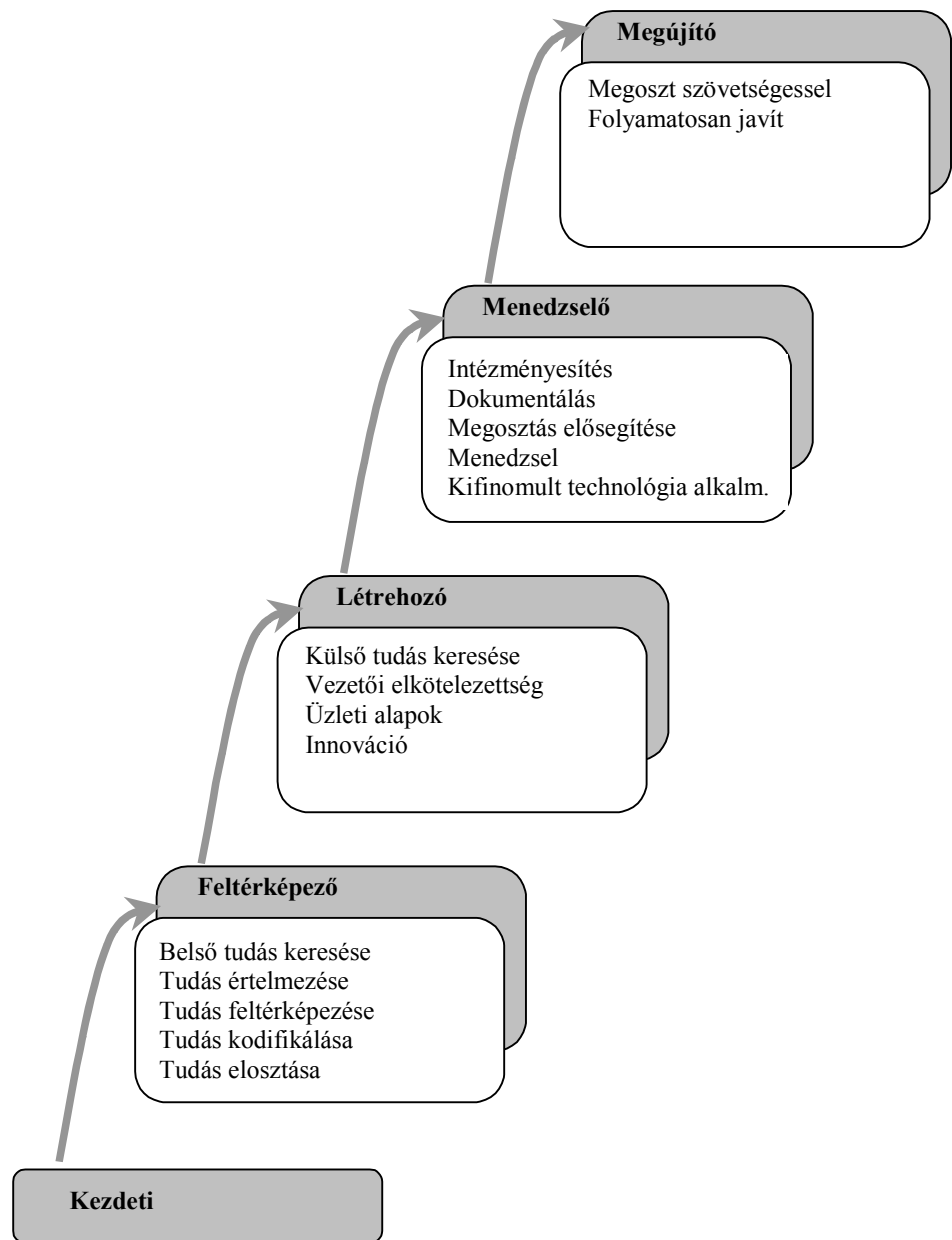 Megújító
Megoszt szövetségessel
Folyamatosan javít
Menedzselő
Intézményesítés
Dokumentálás
Megosztás elősegítése
Menedzsel
Kifinomult technológia alkalm.
Létrehozó
Külső tudás keresése
Vezetői elkötelezettség
Üzleti alapok
Innováció
Feltérképező
Belső tudás keresése
Tudás értelmezése
Tudás feltérképezése
Tudás kodifikálása
Tudás elosztása
Kezdeti